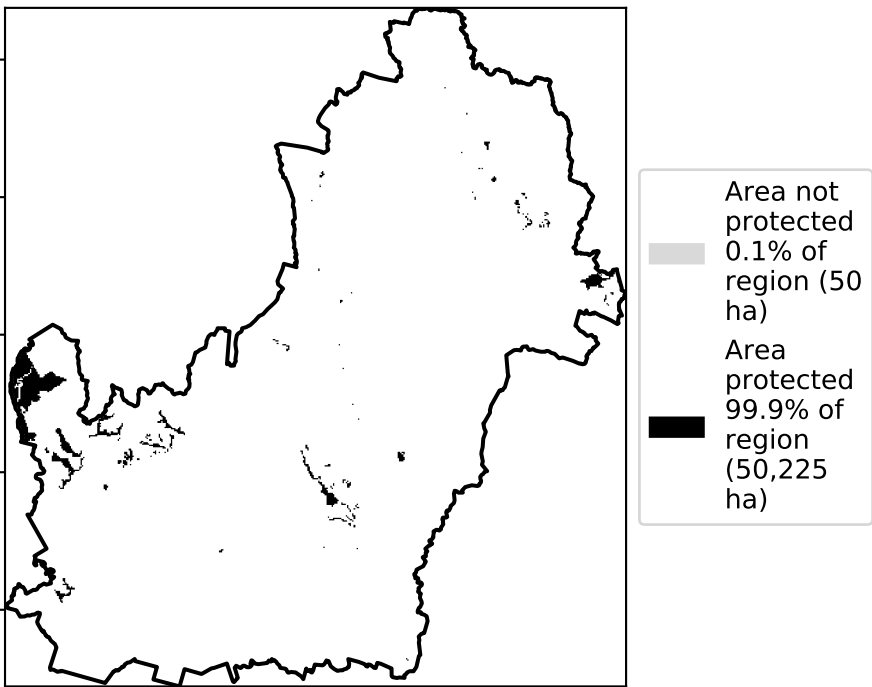 Area not
protected
0.1% of
region (50
ha)
Area
protected
99.9% of
region
(50,225
ha)